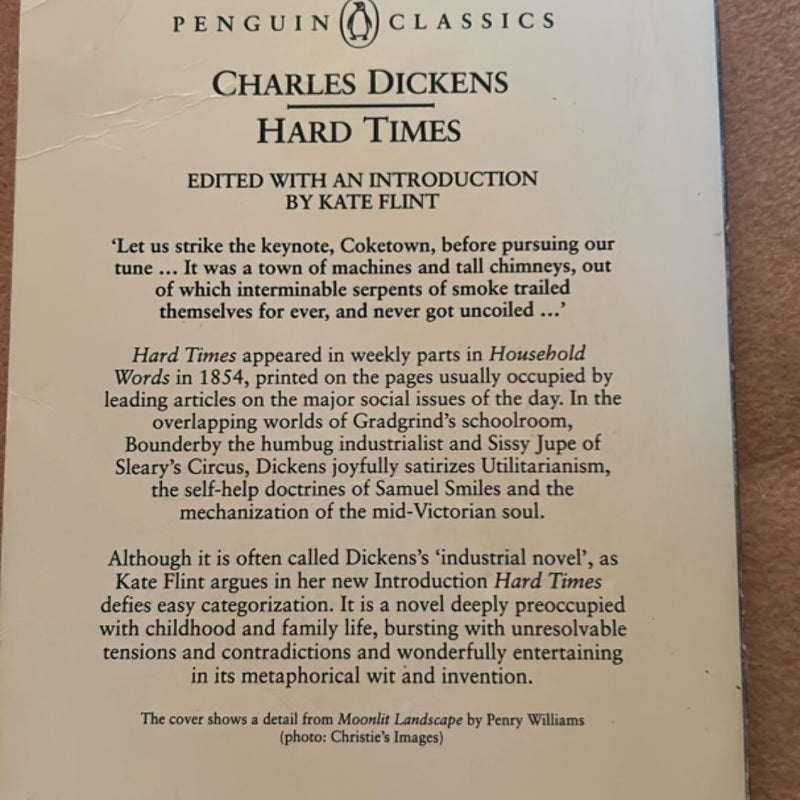 PENGUIN CLASSICS
CHARLES DICKENS
HARD TIMES
EDITED WITH AN INTRODUCTION
BY KATE FLINT
‘Let us strike the keynote, Coketown, before pursuing our
tune ... It was a town of machines and tall chimneys, out
of which interminable serpents of smoke trailed
themselves for ever, and never got uncoiled ...’
Hard Times appeared in weekly parts in Household
Words in 1854, printed on the pages usually occupied by
leading articles on the major social issues of the day. In the
overlapping worlds of Gradgrind’s schoolroom,
Bounderby the humbug industrialist and Sissy Jupe of
Sleary’s Circus, Dickens joyfully satirizes Utilitarianism,
the self-help doctrines of Samuel Smiles and the
mechanization of the mid-Victorian soul.
Although it is often called Dickens’s ‘industrial novel’, as
Kate Flint argues in her new Introduction Hard Times
defies easy categorization. It is a novel deeply preoccupied
with childhood and family life, bursting with unresolvable
tensions and contradictions and wonderfully entertaining
in its metaphorical wit and invention.
The cover shows a detail from Moonlit Landscape by Penry Williams
(photo: Christie’s Images)